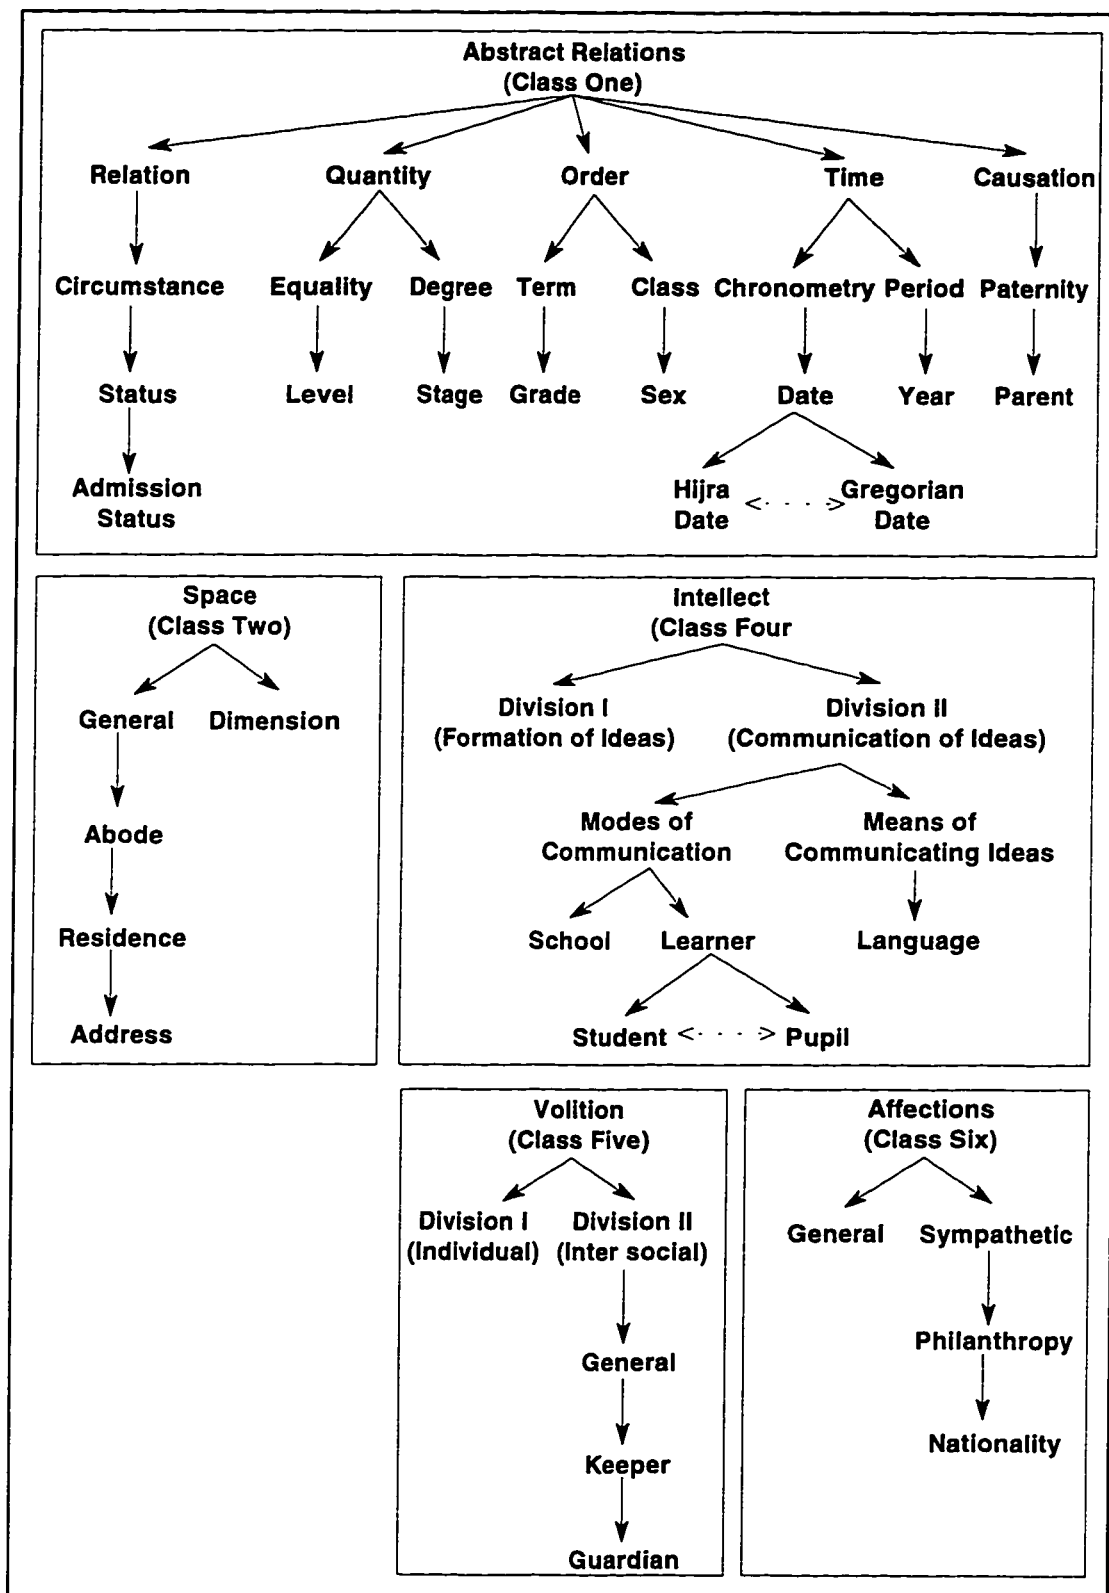 Abstract Relations
(Class One)
Relation Quantity Order Time Causation
Circumstance Equality Degree Term Class Chronometry Period Paternity
Status Level Stage Grade Sex Date Year Parent
Admission
Status
Hijra
Date
Gregorian
Date
Space
(Class Two)
General Dimension
Abode
Residence
Address
Intellect
(Class Four
Division I
(Formation of Ideas)
Division II
(Communication of Ideas)
Modes of
Communication
Means of
Communicating Ideas
School Learner Language
Student Pupil
Volition
(Class Five)
Division I
(Individual)
Division II
(Inter social)
General
Keeper
Guardian
Affections
(Class Six)
General Sympathetic
Philanthropy
Nationality